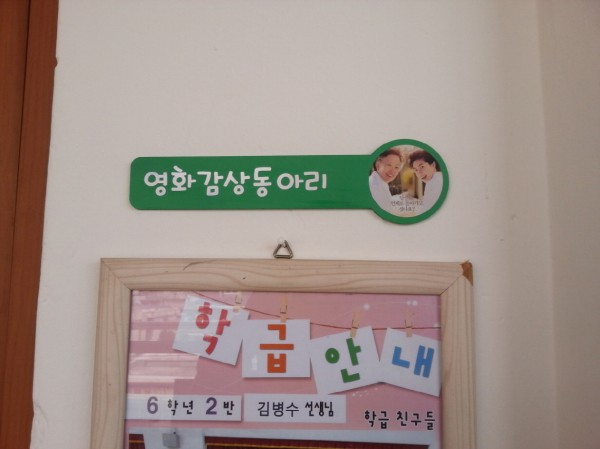 영화감상동아리
학급안내
6 학년 2 반 김병수 선생님
학급 친구들